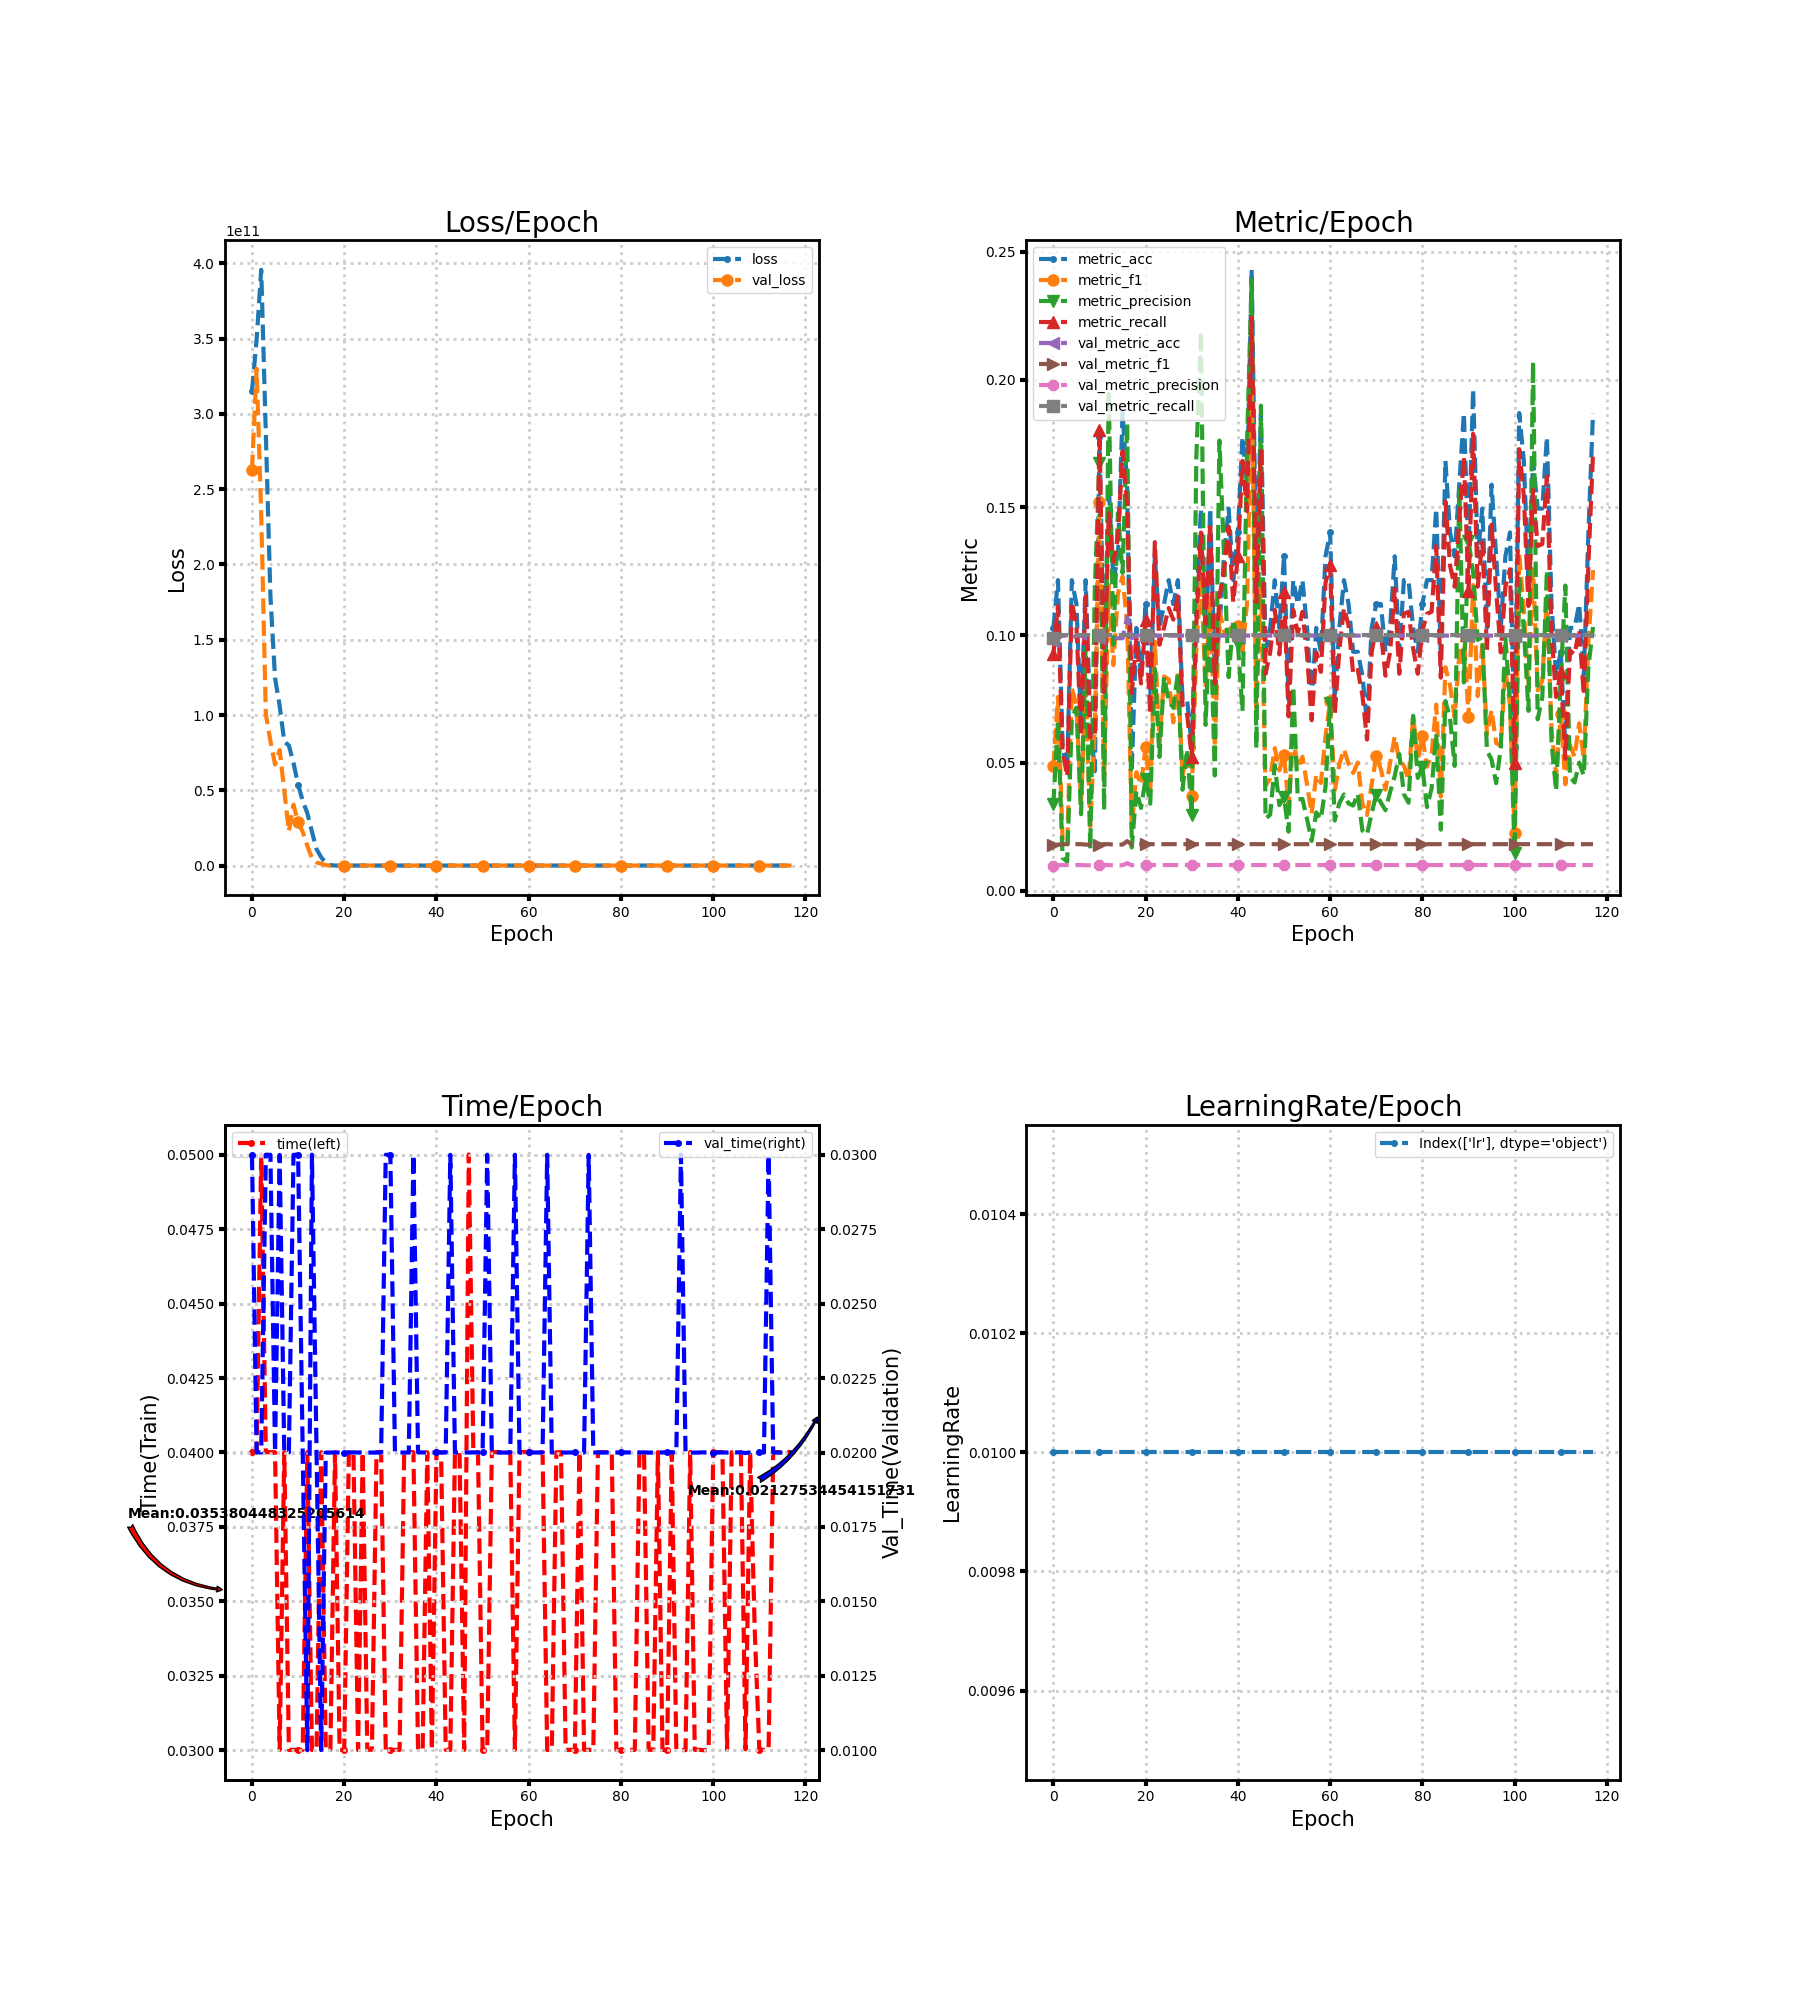 Loss/Epoch
1e11
4.0
3.5
3.0
2.5
2.0
1.5
1.0
0.5
0.0
Loss
loss
val_loss
0 20 40 60 80 100 120
Epoch
Metric/Epoch
0.25
0.20
0.15
0.10
0.05
0.00
Metric
metric_acc
metric_f1
metric_precision
metric_recall
val_metric_acc
val_metric_f1
val_metric_precision
val_metric_recall
0 20 40 60 80 100 120
Epoch
Time/Epoch
time(left)
val_time(right)
0.0500
0.0475
0.0450
0.0425
0.0400
0.0375
0.0350
0.0325
0.0300
Time(Train)
Mean:0.035380448325205614
Mean:0.02127534454151731
0.0300
0.0275
0.0250
0.0225
0.0200
0.0175
0.0150
0.0125
0.0100
Val_Time(Validation)
0 20 40 60 80 100 120
Epoch
LearningRate/Epoch
Index(['lr'], dtype='object')
0.0104
0.0102
0.0100
0.0098
0.0096
LearningRate
0 20 40 60 80 100 120
Epoch